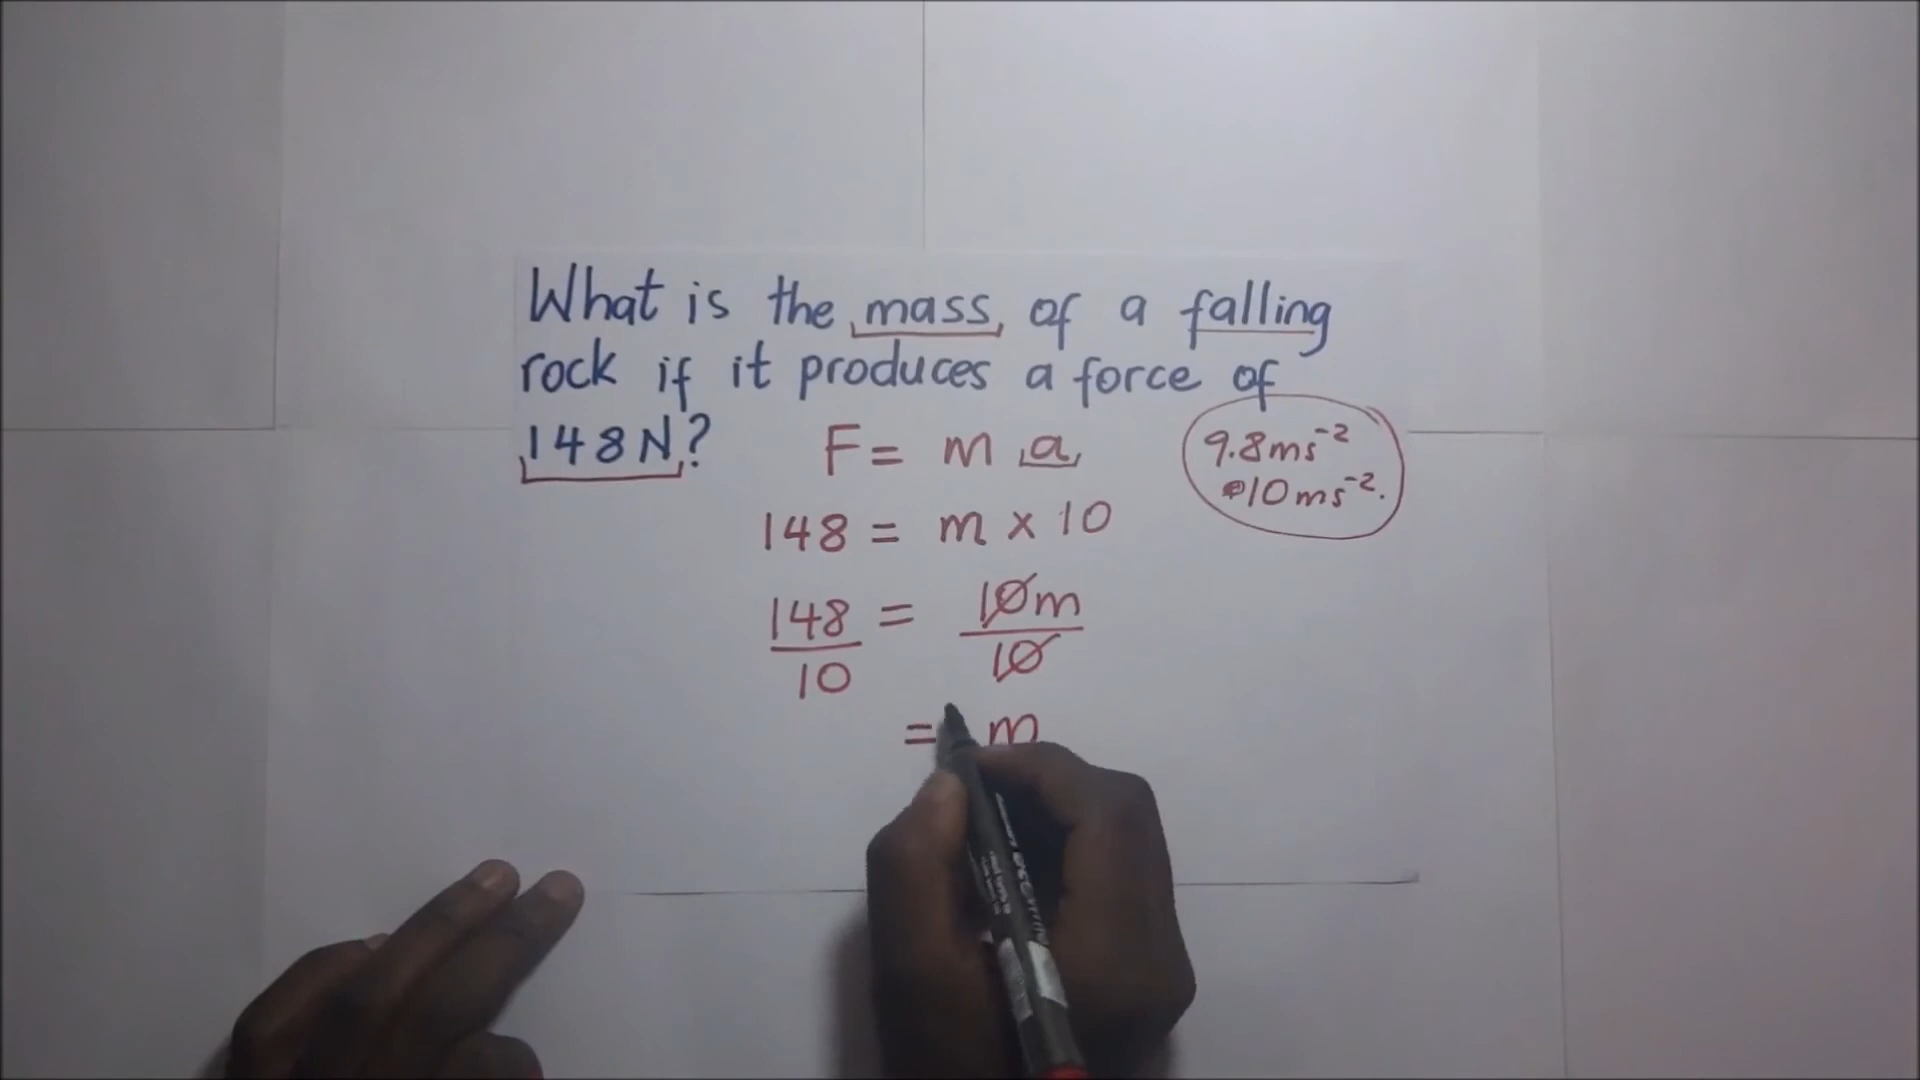 What is the mass of a falling
rock if it produces a force of
148N?
F = m a
9.8ms⁻²
10ms⁻².
148 = m x 10
148/10 = 10m/10
= m